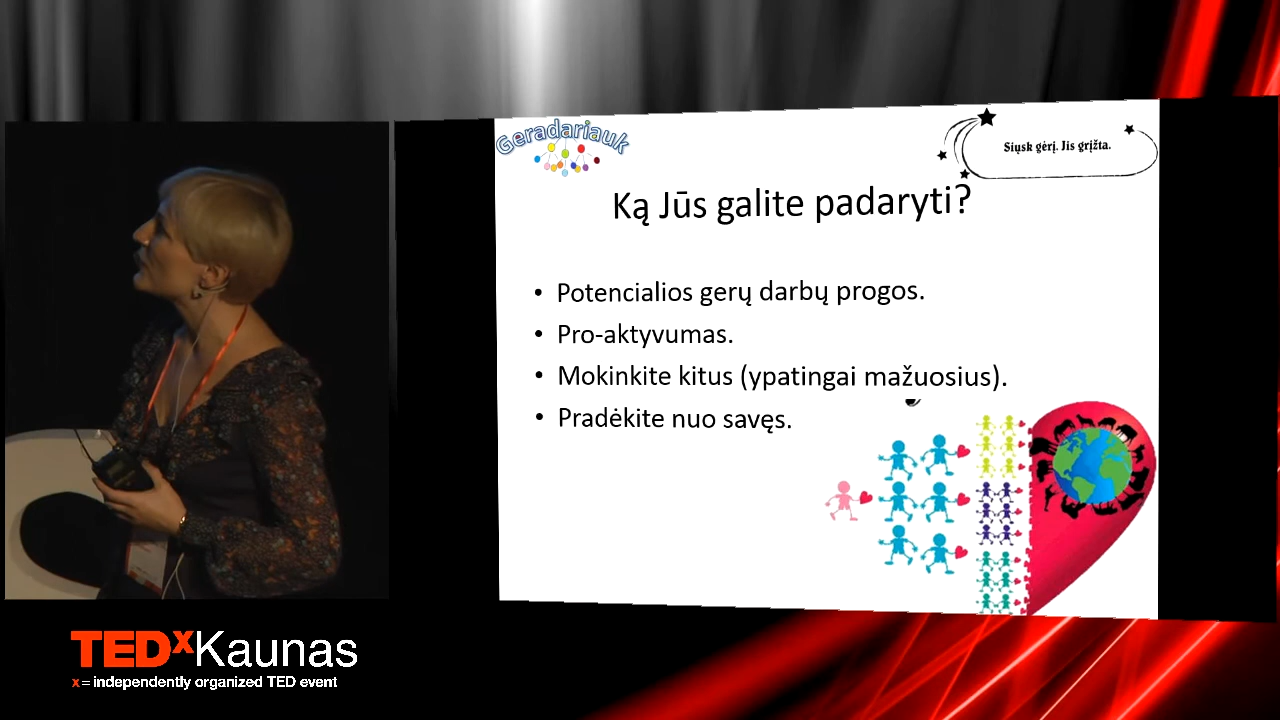 Geradariauk
Siųsk gėrį. Jis grįžta.
Ką Jūs galite padaryti?
• Potencialios gerų darbų progos.
• Pro-aktyvumas.
• Mokinkite kitus (ypatingai mažuosius).
• Pradėkite nuo savęs.
TEDxKaunas
x = independently organized TED event